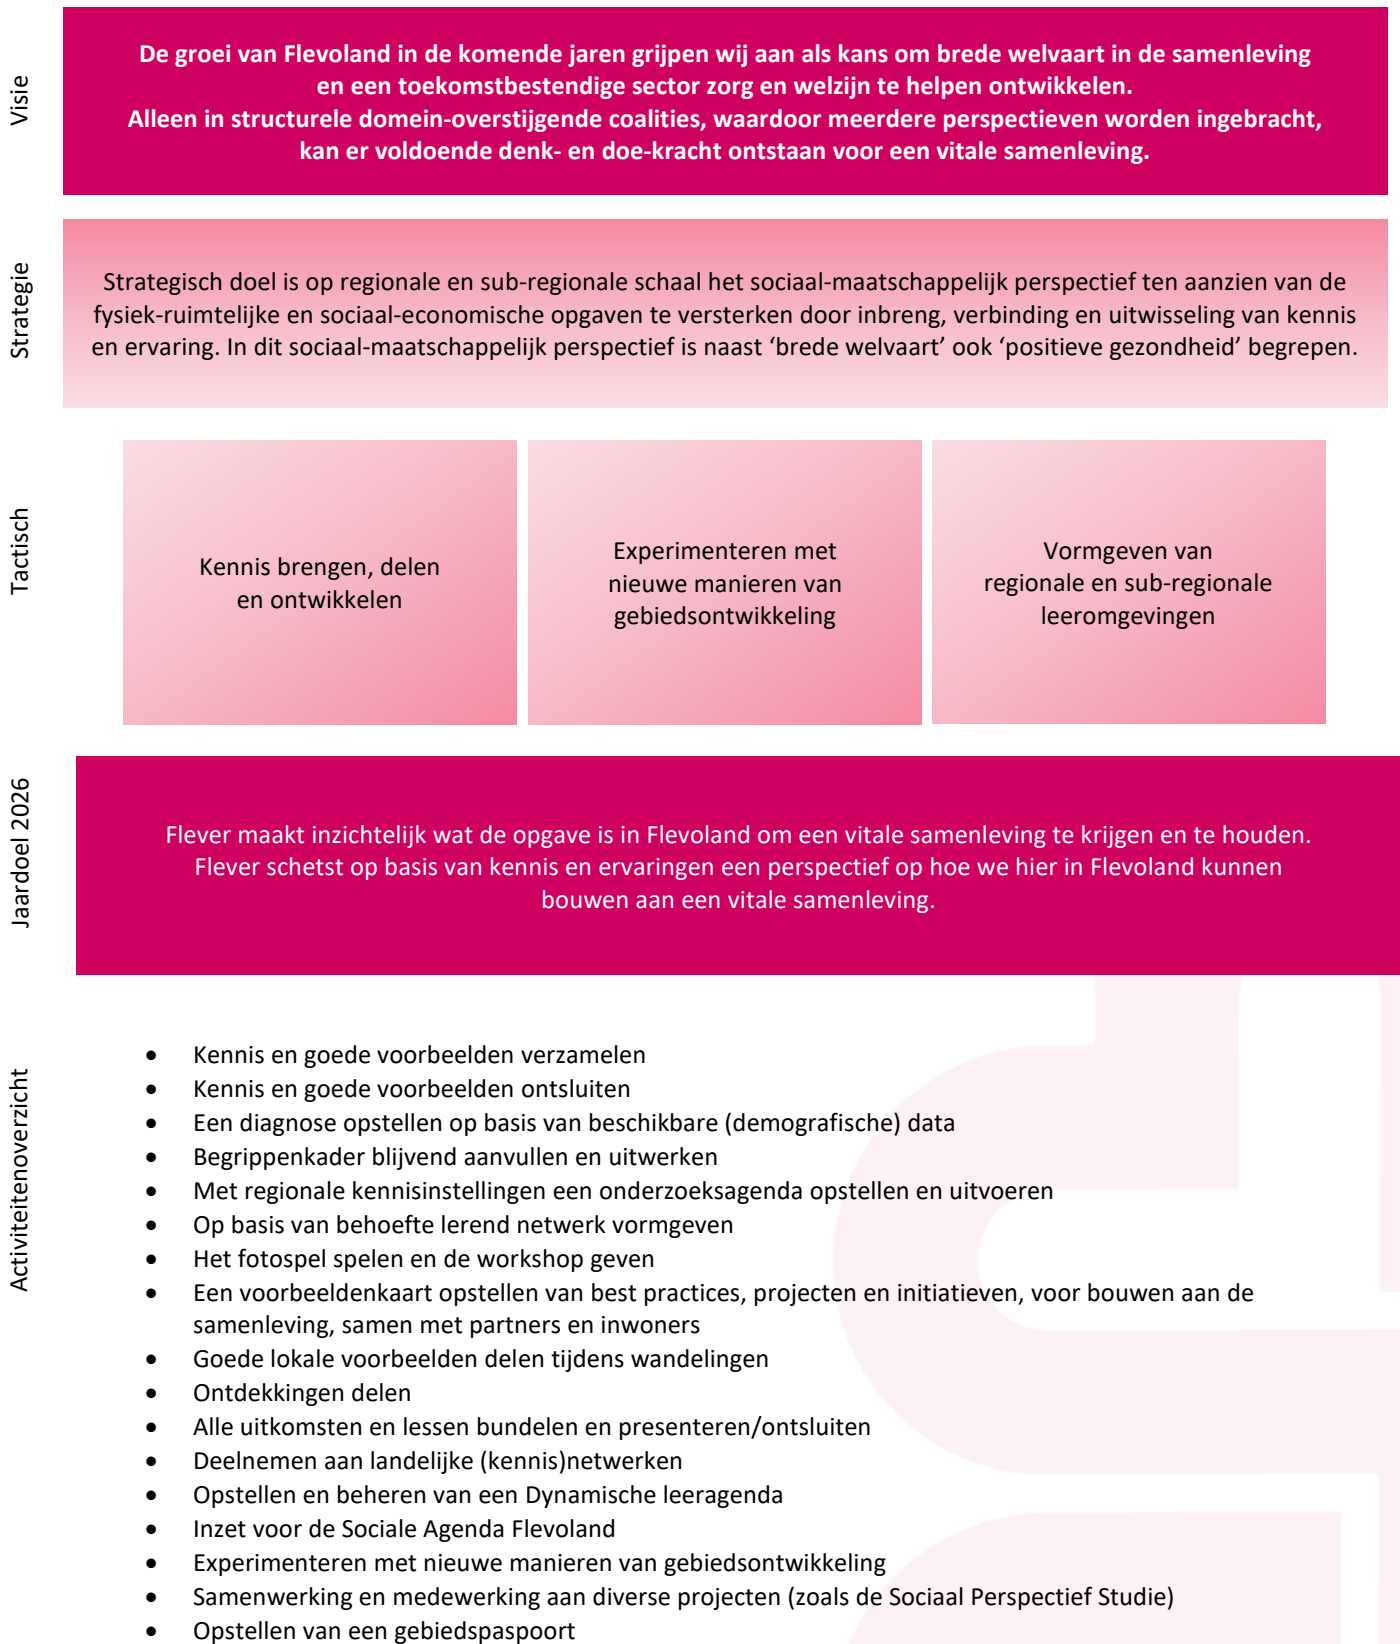 Visie
De groei van Flevoland in de komende jaren grijpen wij aan als kans om brede welvaart in de samenleving
en een toekomstbestendige sector zorg en welzijn te helpen ontwikkelen.
Alleen in structurele domein-overstijgende coalities, waardoor meerdere perspectieven worden ingebracht,
kan er voldoende denk- en doe-kracht ontstaan voor een vitale samenleving.
Strategie
Strategisch doel is op regionale en sub-regionale schaal het sociaal-maatschappelijk perspectief ten aanzien van de
fysiek-ruimtelijke en sociaal-economische opgaven te versterken door inbreng, verbinding en uitwisseling van kennis
en ervaring. In dit sociaal-maatschappelijk perspectief is naast ‘brede welvaart’ ook ‘positieve gezondheid’ begrepen.
Tactisch
Kennis brengen, delen
en ontwikkelen
Experimenteren met
nieuwe manieren van
gebiedsontwikkeling
Vormgeven van
regionale en sub-regionale
leeromgevingen
Jaardoel 2026
Flever maakt inzichtelijk wat de opgave is in Flevoland om een vitale samenleving te krijgen en te houden.
Flever schetst op basis van kennis en ervaringen een perspectief op hoe we hier in Flevoland kunnen
bouwen aan een vitale samenleving.
Activiteitenoverzicht
• Kennis en goede voorbeelden verzamelen
• Kennis en goede voorbeelden ontsluiten
• Een diagnose opstellen op basis van beschikbare (demografische) data
• Begrippenkader blijvend aanvullen en uitwerken
• Met regionale kennisinstellingen een onderzoeksagenda opstellen en uitvoeren
• Op basis van behoefte lerend netwerk vormgeven
• Het fotospel spelen en de workshop geven
• Een voorbeeldenkaart opstellen van best practices, projecten en initiatieven, voor bouwen aan de
samenleving, samen met partners en inwoners
• Goede lokale voorbeelden delen tijdens wandelingen
• Ontdekkingen delen
• Alle uitkomsten en lessen bundelen en presenteren/ontsluiten
• Deelnemen aan landelijke (kennis)netwerken
• Opstellen en beheren van een Dynamische leeragenda
• Inzet voor de Sociale Agenda Flevoland
• Experimenteren met nieuwe manieren van gebiedsontwikkeling
• Samenwerking en medewerking aan diverse projecten (zoals de Sociaal Perspectief Studie)
• Opstellen van een gebiedspaspoort